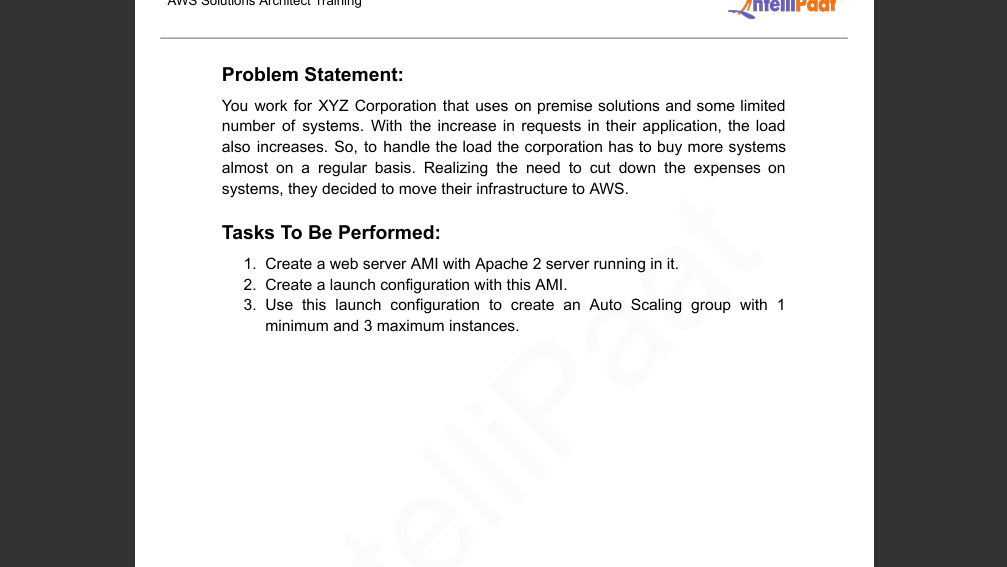 AWS Solutions Architect Training
IntelliPaat
Problem Statement:
You work for XYZ Corporation that uses on premise solutions and some limited
number of systems. With the increase in requests in their application, the load
also increases. So, to handle the load the corporation has to buy more systems
almost on a regular basis. Realizing the need to cut down the expenses on
systems, they decided to move their infrastructure to AWS.
Tasks To Be Performed:
1. Create a web server AMI with Apache 2 server running in it.
2. Create a launch configuration with this AMI.
3. Use this launch configuration to create an Auto Scaling group with 1
minimum and 3 maximum instances.
telliPaat